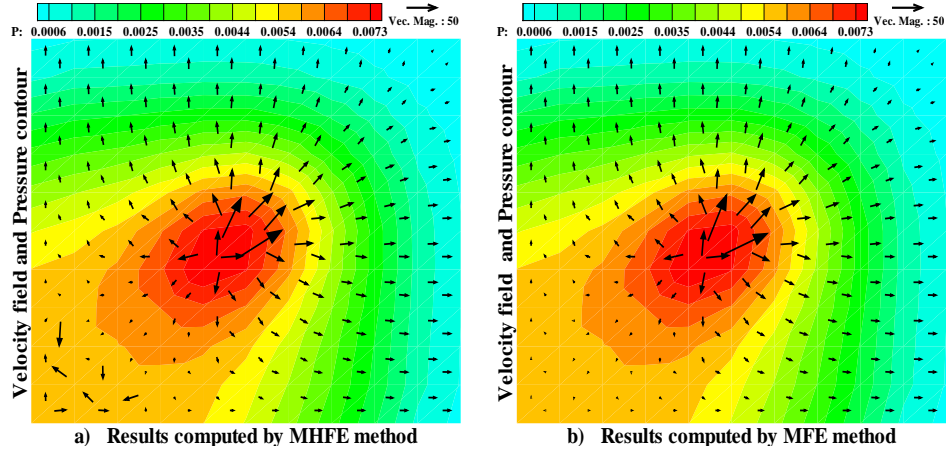 Vec. Mag. : 50
P: 0.0006 0.0015 0.0025 0.0035 0.0044 0.0054 0.0064 0.0073
Velocity field and Pressure contour
a) Results computed by MHFE method
Vec. Mag. : 50
P: 0.0006 0.0015 0.0025 0.0035 0.0044 0.0054 0.0064 0.0073
Velocity field and Pressure contour
b) Results computed by MFE method